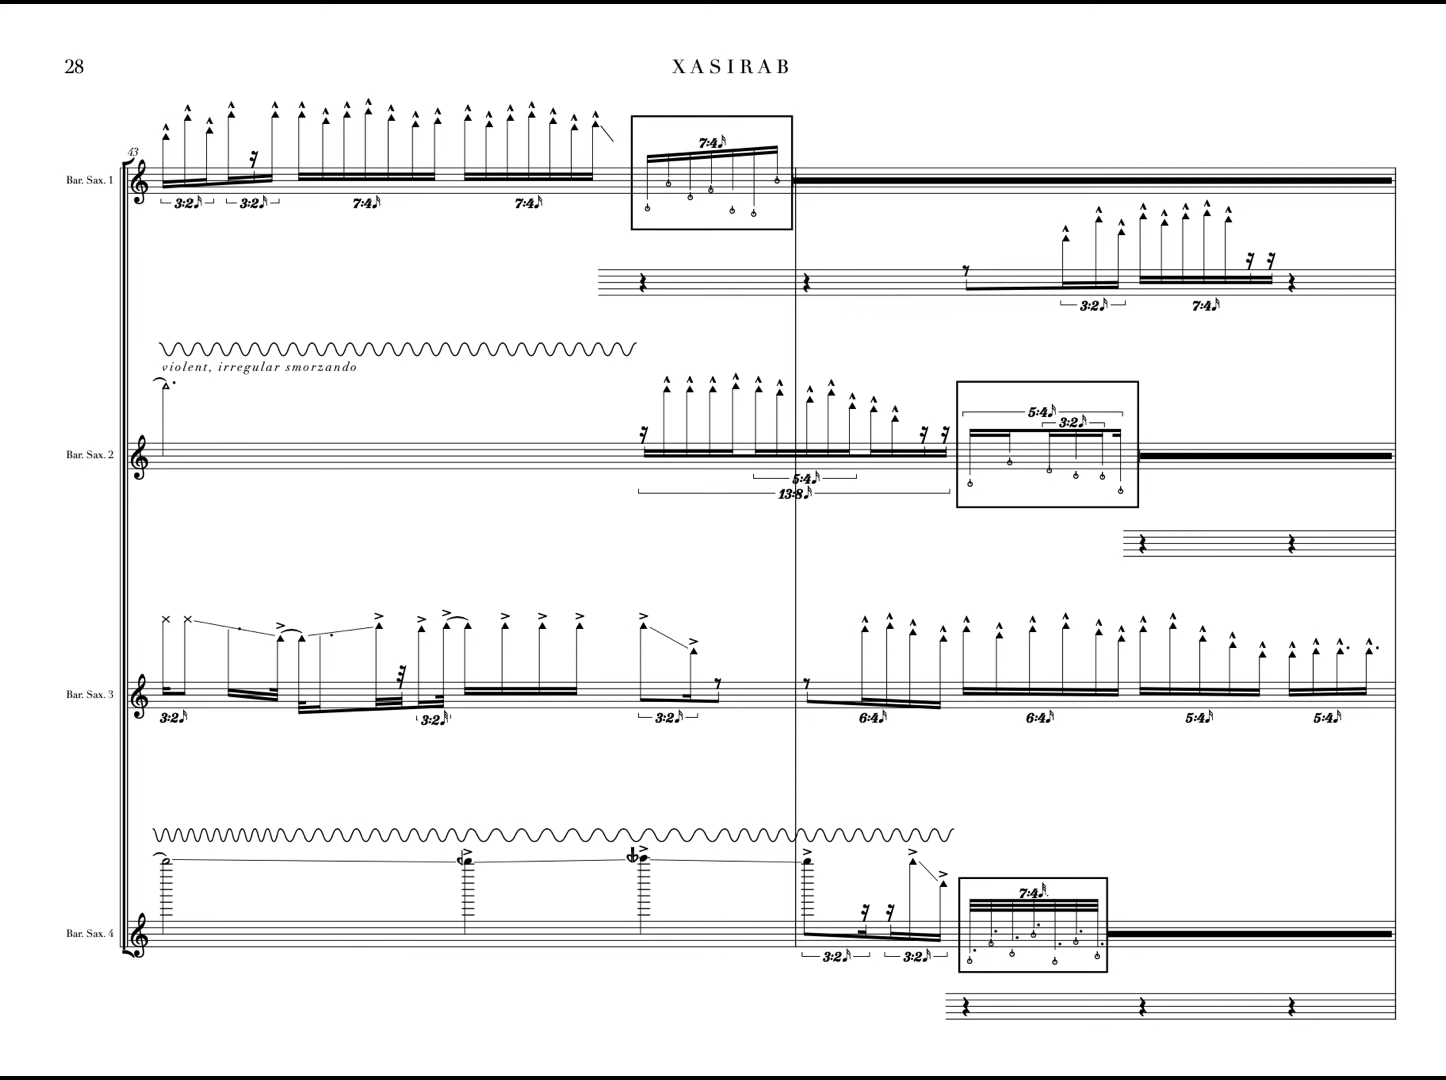 28
XASIRAB
43
7:4
Bar. Sax. 1
3:2 3:2 7:4 7:4
3:2 7:4
violent, irregular smorzando
5:4
3:2
Bar. Sax. 2
5:4
13:8
Bar. Sax. 3
3:2 3:2 3:2 6:4 6:4 5:4 5:4
7:4
Bar. Sax. 4
3:2 3:2